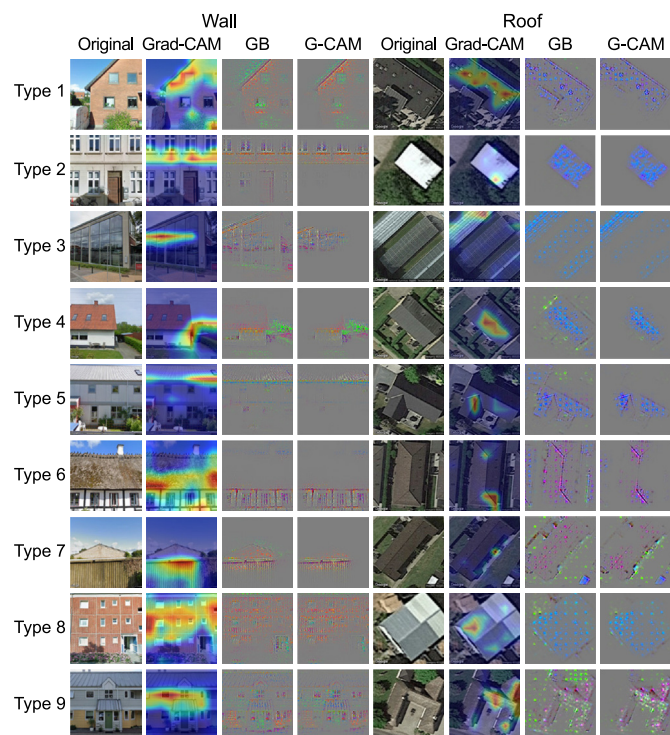 Wall Roof
Original Grad-CAM GB G-CAM Original Grad-CAM GB G-CAM
Type 1
Type 2
Type 3
Type 4
Type 5
Type 6
Type 7
Type 8
Type 9